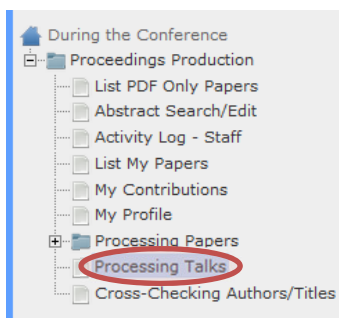 During the Conference
Proceedings Production
List PDF Only Papers
Abstract Search/Edit
Activity Log - Staff
List My Papers
My Contributions
My Profile
Processing Papers
Processing Talks
Cross-Checking Authors/Titles